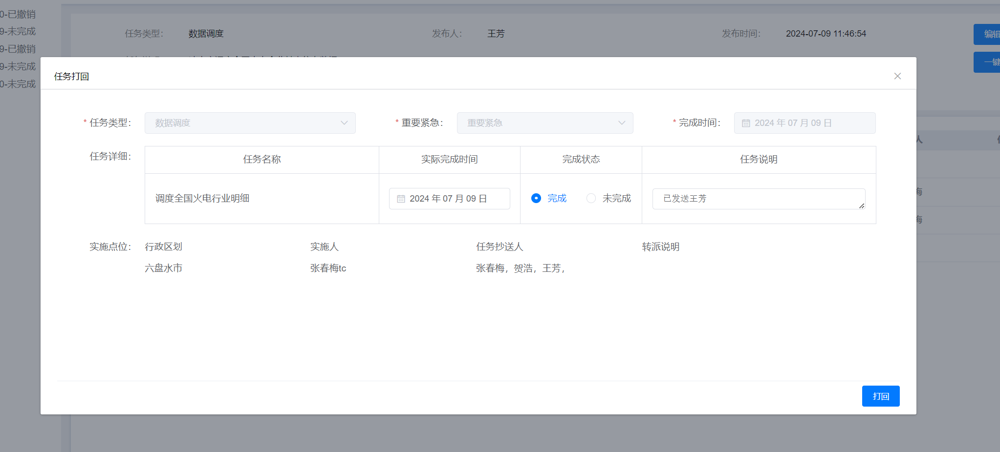 0-已撤销
9-未完成
9-已撤销
9-未完成
0-未完成
任务类型： 数据调度 发布人： 王芳 发布时间： 2024-07-09 11:46:54
编辑
一键
任务打回
* 任务类型： 数据调度 * 重要紧急： 重要紧急 * 完成时间： 2024 年 07 月 09 日
任务详细： 任务名称 实际完成时间 完成状态 任务说明
调度全国火电行业明细 2024 年 07 月 09 日 完成 未完成 已发送王芳
实施点位： 行政区划 实施人 任务抄送人 转派说明
六盘水市 张春梅tc 张春梅，贺浩，王芳，
打回
人
梅
梅